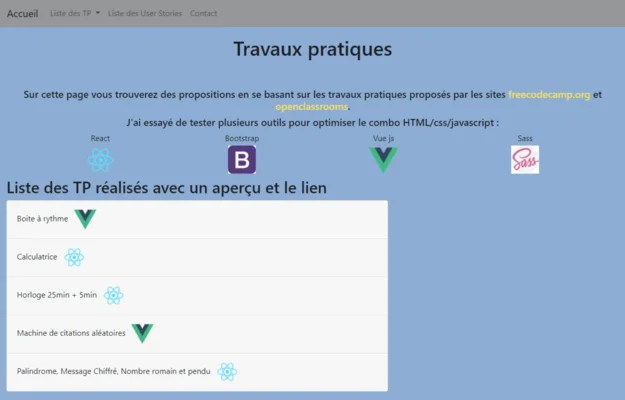 Accueil Liste des TP Liste des User Stories Contact
Travaux pratiques
Sur cette page vous trouverez des propositions en se basant sur les travaux pratiques proposés par les sites freecodecamp.org et
openclassrooms.
J'ai essayé de tester plusieurs outils pour optimiser le combo HTML/css/javascript :
React Bootstrap Vue js Sass
B Sass
Liste des TP réalisés avec un aperçu et le lien
Boite à rythme
Calculatrice
Horloge 25min + 5min
Machine de citations aléatoires
Palindrome, Message Chiffré, Nombre romain et pendu